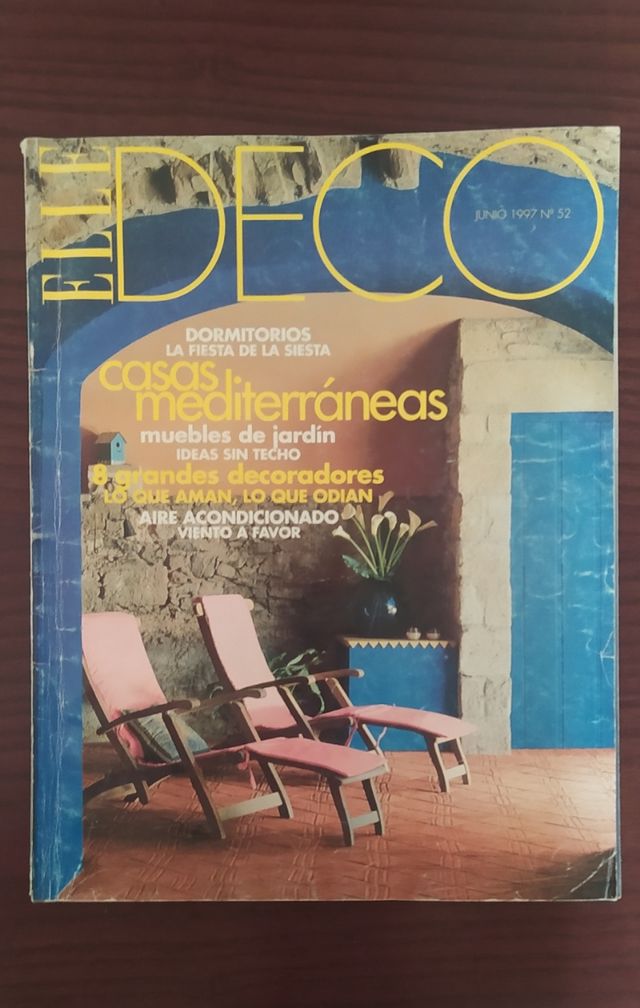 ELLE
DECO
JUNIO 1997 Nº 52
DORMITORIOS
LA FIESTA DE LA SIESTA
casas
mediterráneas
muebles de jardín
IDEAS SIN TECHO
8 grandes decoradores
LO QUE AMAN, LO QUE ODIAN
AIRE ACONDICIONADO
VIENTO A FAVOR